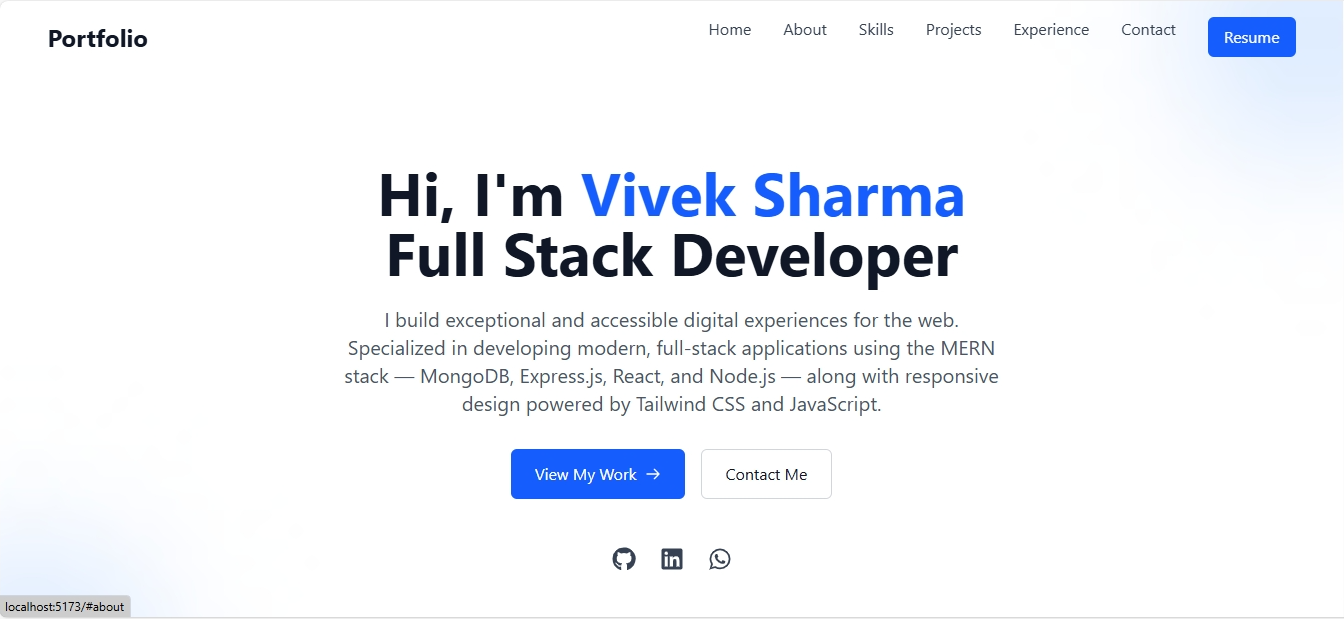 Portfolio
Home About Skills Projects Experience Contact Resume
Hi, I'm Vivek Sharma
Full Stack Developer
I build exceptional and accessible digital experiences for the web.
Specialized in developing modern, full-stack applications using the MERN
stack — MongoDB, Express.js, React, and Node.js — along with responsive
design powered by Tailwind CSS and JavaScript.
View My Work →
Contact Me
in
localhost:5173/#about